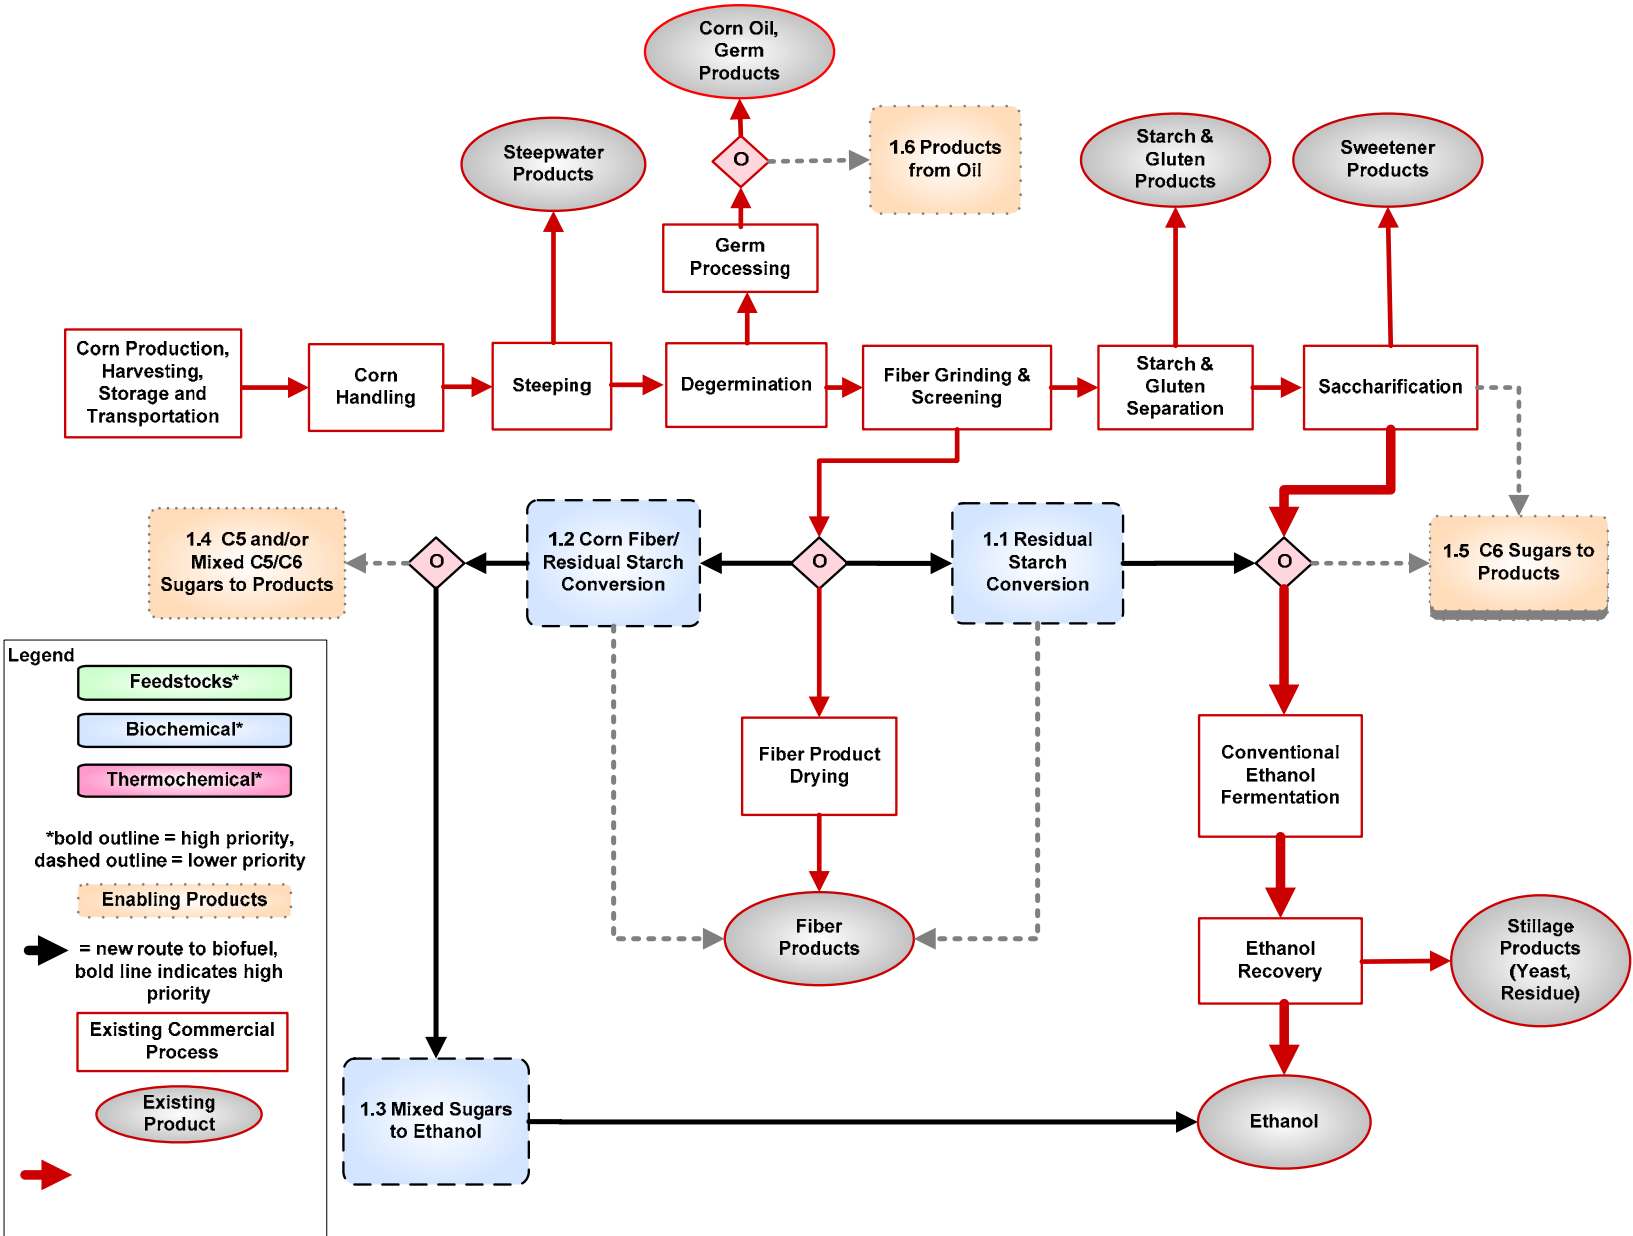 Corn Oil,
Germ
Products
Steepwater
Products
O
1.6 Products
from Oil
Starch &
Gluten
Products
Sweetener
Products
Germ
Processing
Corn Production,
Harvesting,
Storage and
Transportation
Corn
Handling
Steeping
Degermination
Fiber Grinding &
Screening
Starch &
Gluten
Separation
Saccharification
1.4 C5 and/or
Mixed C5/C6
Sugars to Products
O
1.2 Corn Fiber/
Residual Starch
Conversion
O
1.1 Residual
Starch
Conversion
O
1.5 C6 Sugars to
Products
Legend
Feedstocks*
Biochemical*
Thermochemical*
*bold outline = high priority,
dashed outline = lower priority
Enabling Products
= new route to biofuel,
bold line indicates high
priority
Existing Commercial
Process
Existing
Product
Fiber Product
Drying
Conventional
Ethanol
Fermentation
Fiber
Products
Ethanol
Recovery
Stillage
Products
(Yeast,
Residue)
1.3 Mixed Sugars
to Ethanol
Ethanol